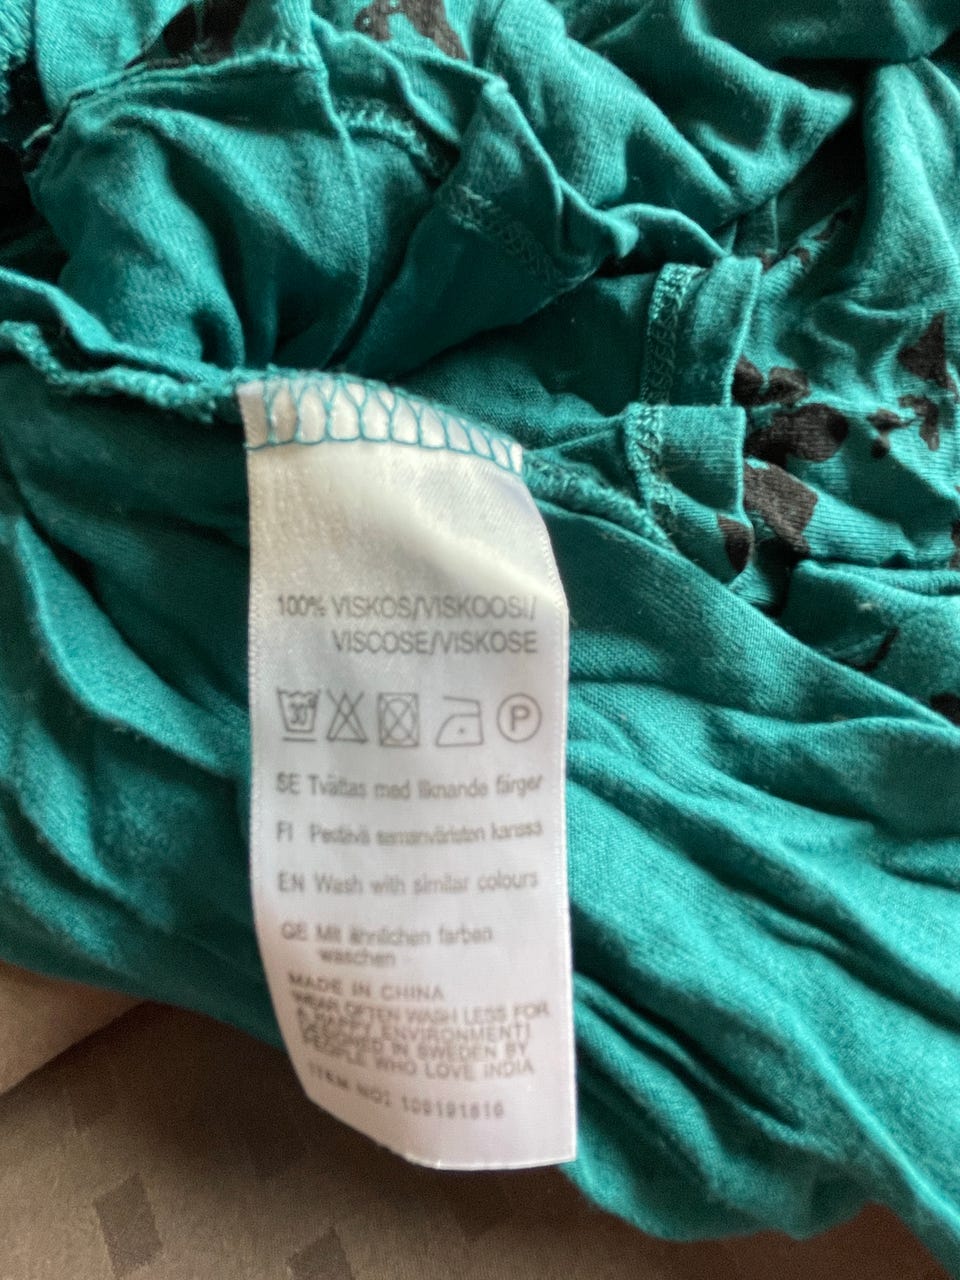 100% VISKOS/VISKOOSI/
VISCOSE/VISKOSE
30°
P
SE Tvättas med liknande färger
FI Pestävä samanväristen kanssa
EN Wash with similar colours
GE Mit ähnlichen farben
waschen
MADE IN CHINA
WEAR OFTEN WASH LESS FOR
A HAPPY ENVIRONMENT!
DESIGNED IN SWEDEN BY
PEOPLE WHO LOVE INDIA
ITEM NO: 108191816